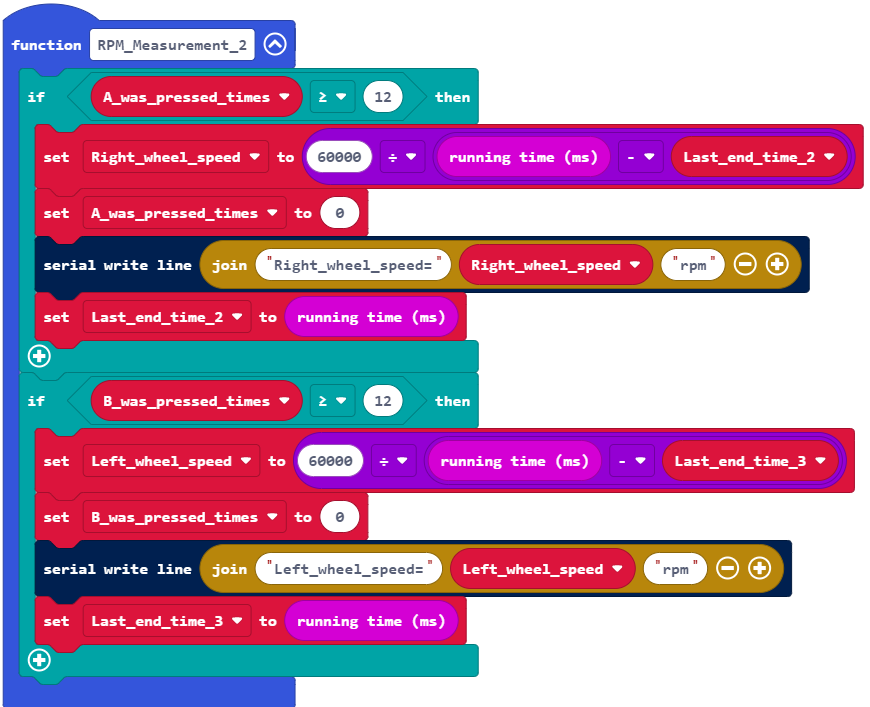 function RPM_Measurement_2
if A_was_pressed_times ≥ 12 then
set Right_wheel_speed to 60000 ÷ running time (ms) - Last_end_time_2
set A_was_pressed_times to 0
serial write line join "Right_wheel_speed=" Right_wheel_speed "rpm"
set Last_end_time_2 to running time (ms)
if B_was_pressed_times ≥ 12 then
set Left_wheel_speed to 60000 ÷ running time (ms) - Last_end_time_3
set B_was_pressed_times to 0
serial write line join "Left_wheel_speed=" Left_wheel_speed "rpm"
set Last_end_time_3 to running time (ms)